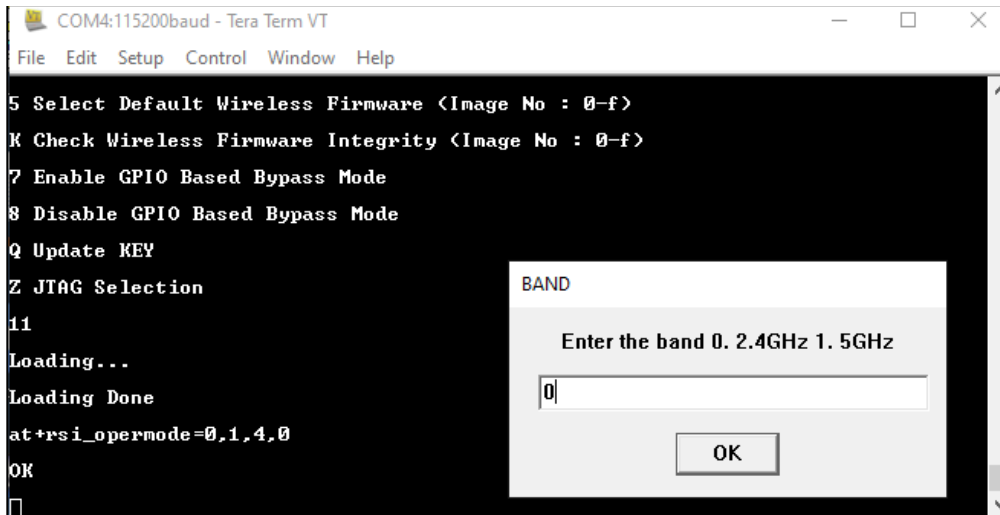 COM4:115200baud - Tera Term VT
File Edit Setup Control Window Help
5 Select Default Wireless Firmware (Image No : 0-f)
K Check Wireless Firmware Integrity (Image No : 0-f)
7 Enable GPIO Based Bypass Mode
8 Disable GPIO Based Bypass Mode
Q Update KEY
Z JTAG Selection
11
Loading...
Loading Done
at+rsi_opermode=0,1,4,0
OK
BAND
Enter the band 0. 2.4GHz 1. 5GHz
0
OK